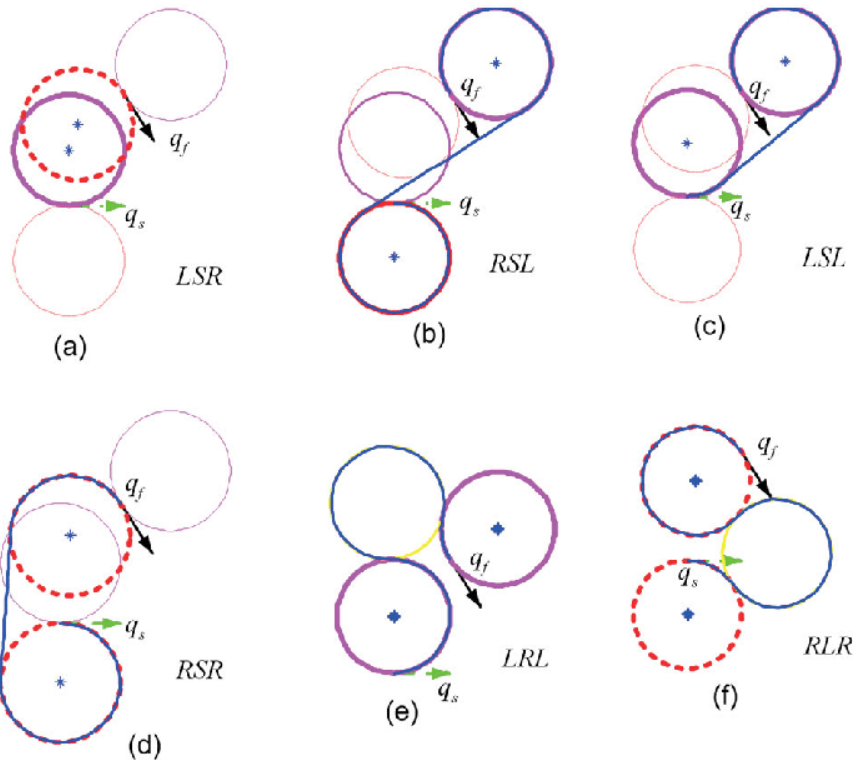 q_f
q_s
LSR
(a)
q_f
q_s
RSL
(b)
q_f
q_s
LSL
(c)
q_f
q_s
RSR
(d)
q_f
q_s
LRL
(e)
q_f
q_s
RLR
(f)